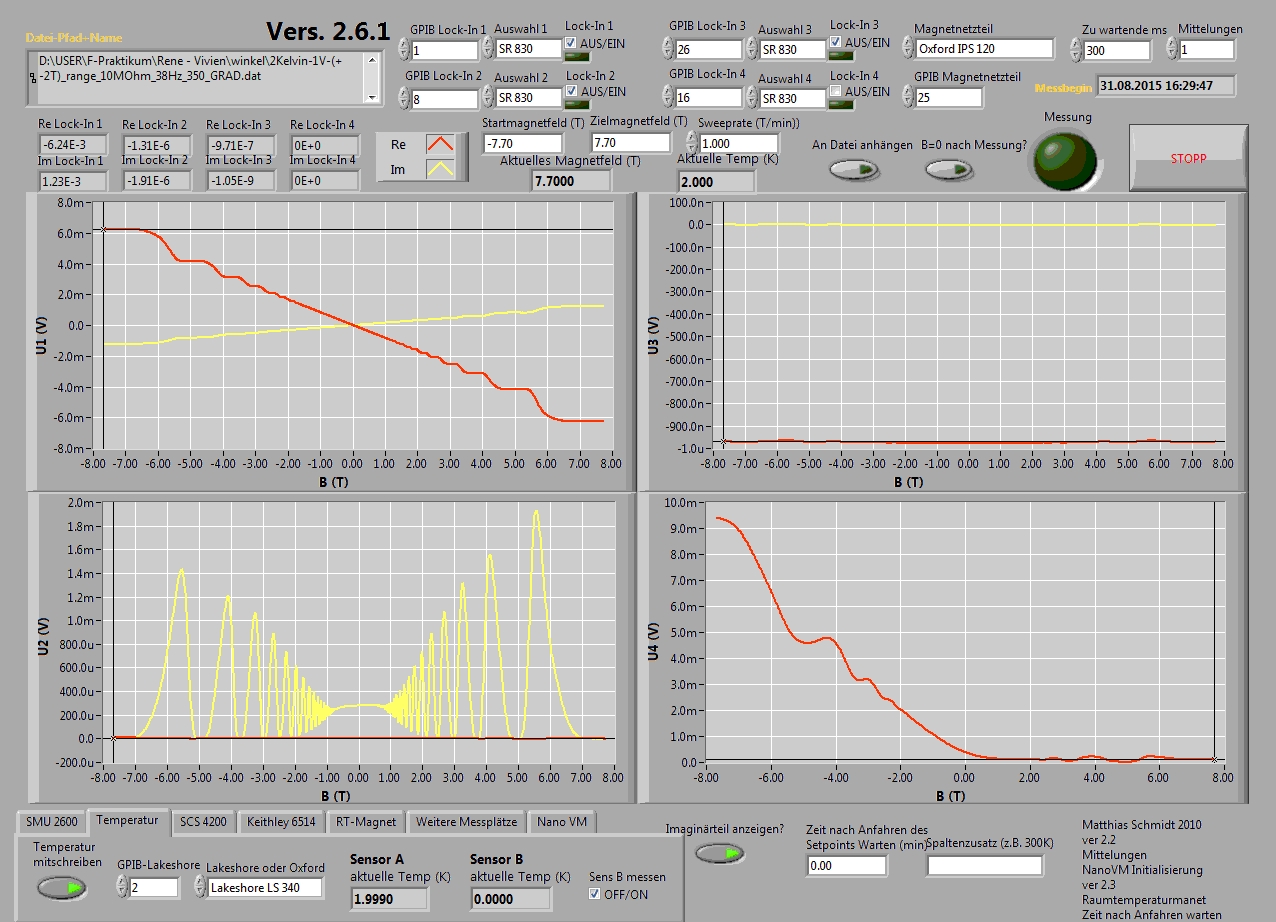 Vers. 2.6.1
Datei-Pfad--Name
D:\USER\F-Praktikum\Rene - Vivien\winkel\2Kelvin-1V-(+
-2T)_range_10MOhm_38Hz_350_GRAD.dat
GPIB Lock-In 1 Auswahl 1 Lock-In 1
1 SR 830 AUS/EIN
GPIB Lock-In 2 Auswahl 2 Lock-In 2
8 SR 830 AUS/EIN
GPIB Lock-In 3 Auswahl 3 Lock-In 3
26 SR 830 AUS/EIN
GPIB Lock-In 4 Auswahl 4 Lock-In 4
16 SR 830 AUS/EIN
Magnetnetzteil
Oxford IPS 120
GPIB Magnetnetzteil
25
Zu wartende ms Mittelungen
300 1
Messbegin 31.08.2015 16:29:47
Re Lock-In 1 Re Lock-In 2 Re Lock-In 3 Re Lock-In 4
-6.24E-3 -1.31E-6 -9.71E-7 0E+0
Im Lock-In 1 Im Lock-In 2 Im Lock-In 3 Im Lock-In 4
1.23E-3 -1.91E-6 -1.05E-9 0E+0
Re
Im
Startmagnetfeld (T) Zielmagnetfeld (T) Sweeprate (T/min))
-7.70 7.70 1.000
Aktuelles Magnetfeld (T) Aktuelle Temp (K)
7.7000 2.000
An Datei anhängen B=0 nach Messung?
Messung
STOPP
U1 (V)
8.0m
6.0m
4.0m
2.0m
0.0
-2.0m
-4.0m
-6.0m
-8.0m
-8.00 -7.00 -6.00 -5.00 -4.00 -3.00 -2.00 -1.00 0.00 1.00 2.00 3.00 4.00 5.00 6.00 7.00 8.00
B (T)
U3 (V)
100.0n
0.0
-100.0n
-200.0n
-300.0n
-400.0n
-500.0n
-600.0n
-700.0n
-800.0n
-900.0n
-1.0u
-8.00 -7.00 -6.00 -5.00 -4.00 -3.00 -2.00 -1.00 0.00 1.00 2.00 3.00 4.00 5.00 6.00 7.00 8.00
B (T)
U2 (V)
2.0m
1.8m
1.6m
1.4m
1.2m
1.0m
800.0u
600.0u
400.0u
200.0u
0.0
-200.0u
-8.00 -7.00 -6.00 -5.00 -4.00 -3.00 -2.00 -1.00 0.00 1.00 2.00 3.00 4.00 5.00 6.00 7.00 8.00
B (T)
U4 (V)
10.0m
9.0m
8.0m
7.0m
6.0m
5.0m
4.0m
3.0m
2.0m
1.0m
0.0
-8.00 -6.00 -4.00 -2.00 0.00 2.00 4.00 6.00 8.00
B (T)
SMU 2600 Temperatur SCS 4200 Keithley 6514 RT-Magnet Weitere Messplätze Nano VM
Temperatur
mitschreiben
GPIB-Lakeshore Lakeshore oder Oxford
2 Lakeshore LS 340
Sensor A
aktuelle Temp (K)
1.9990
Sensor B
aktuelle Temp (K)
0.0000
Sens B messen
OFF/ON
Imaginärteil anzeigen?
Zeit nach Anfahren des
Setpoints Warten (min)
0.00
Spaltenzusatz (z.B. 300K)
Matthias Schmidt 2010
ver 2.2
Mittelungen
NanoVM Initialisierung
ver 2.3
Raumtemperaturmanet
Zeit nach Anfahren warten